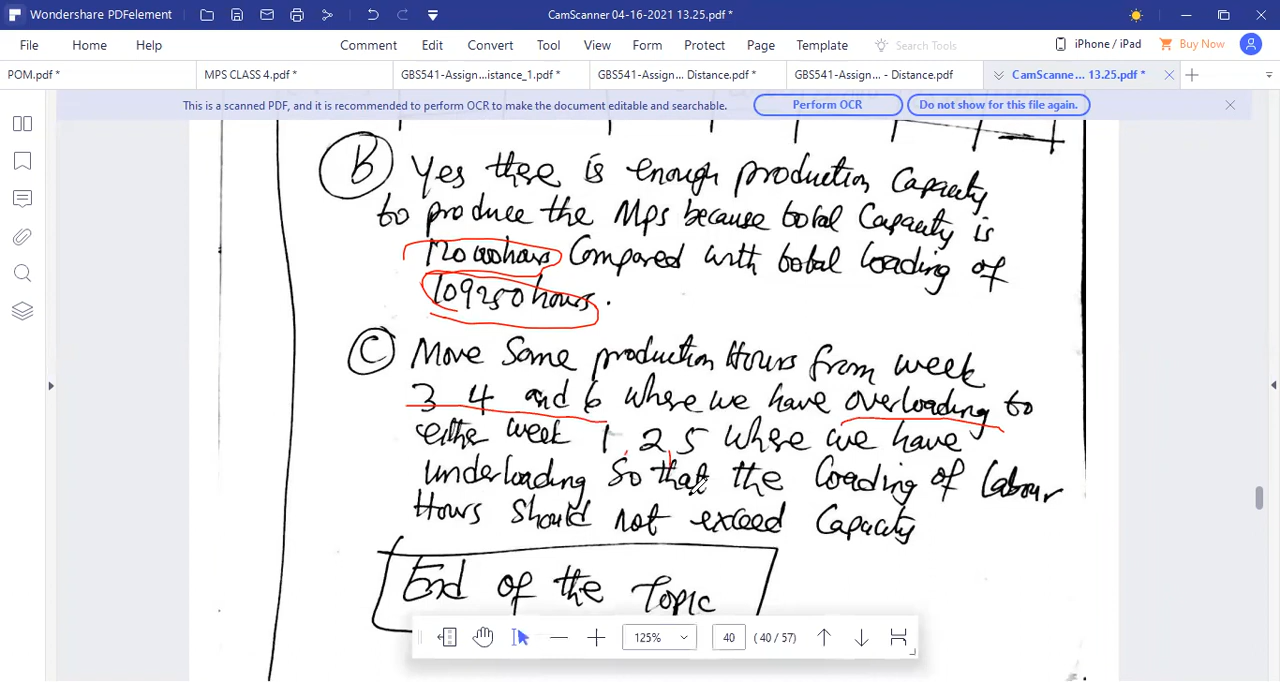 Wondershare PDFelement
CamScanner 04-16-2021 13.25.pdf *
File Home Help Comment Edit Convert Tool View Form Protect Page Template Search Tools iPhone / iPad Buy Now
POM.pdf * MPS CLASS 4.pdf * GBS541-Assign...istance_1.pdf * GBS541-Assign... Distance.pdf * GBS541-Assign... - Distance.pdf CamScanne... 13.25.pdf *
This is a scanned PDF, and it is recommended to perform OCR to make the document editable and searchable. Perform OCR Do not show for this file again.
B Yes there is enough production Capacity
to produce the MPS because total Capacity is
120 000 hours Compared with total loading of
109250 hours.
C Move Some production Hours from week
3 4 and 6 where we have overloading to
either week 1 2, 5 where we have
underloading So that the loading of labour
Hours should not exceed Capacity
End of the Topic
125% 40 (40 / 57)